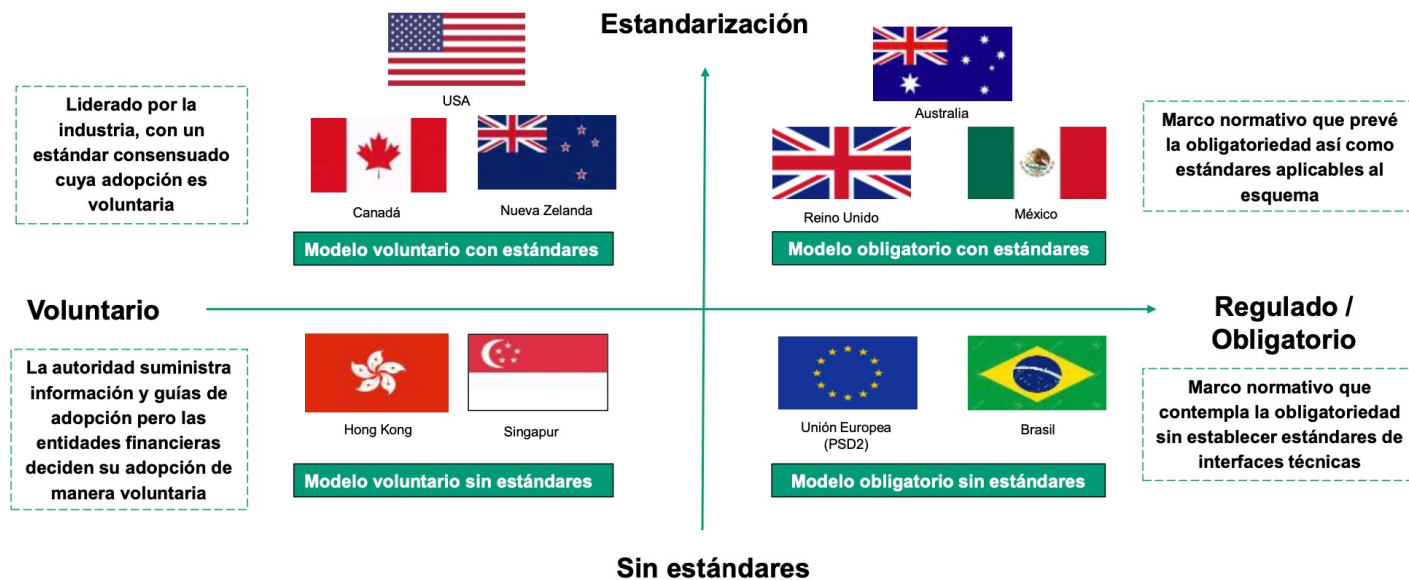 Estandarización
USA
Canadá
Nueva Zelanda
Modelo voluntario con estándares
Liderado por la
industria, con un
estándar consensuado
cuya adopción es
voluntaria
Australia
Reino Unido
México
Modelo obligatorio con estándares
Marco normativo que prevé
la obligatoriedad así como
estándares aplicables al
esquema
Voluntario
Regulado /
Obligatorio
La autoridad suministra
información y guías de
adopción pero las
entidades financieras
deciden su adopción de
manera voluntaria
Hong Kong
Singapur
Modelo voluntario sin estándares
Unión Europea
(PSD2)
Brasil
Modelo obligatorio sin estándares
Marco normativo que
contempla la obligatoriedad
sin establecer estándares de
interfaces técnicas
Sin estándares